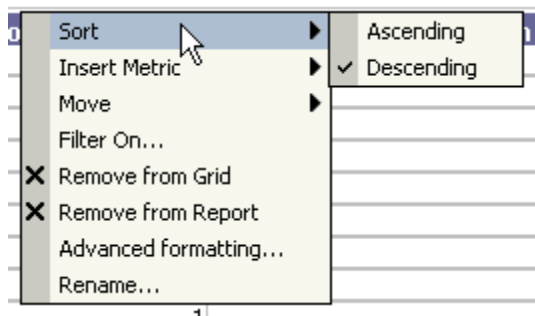 Sort
Ascending
Insert Metric
Descending
Move
Filter On...
Remove from Grid
Remove from Report
Advanced formatting...
Rename...